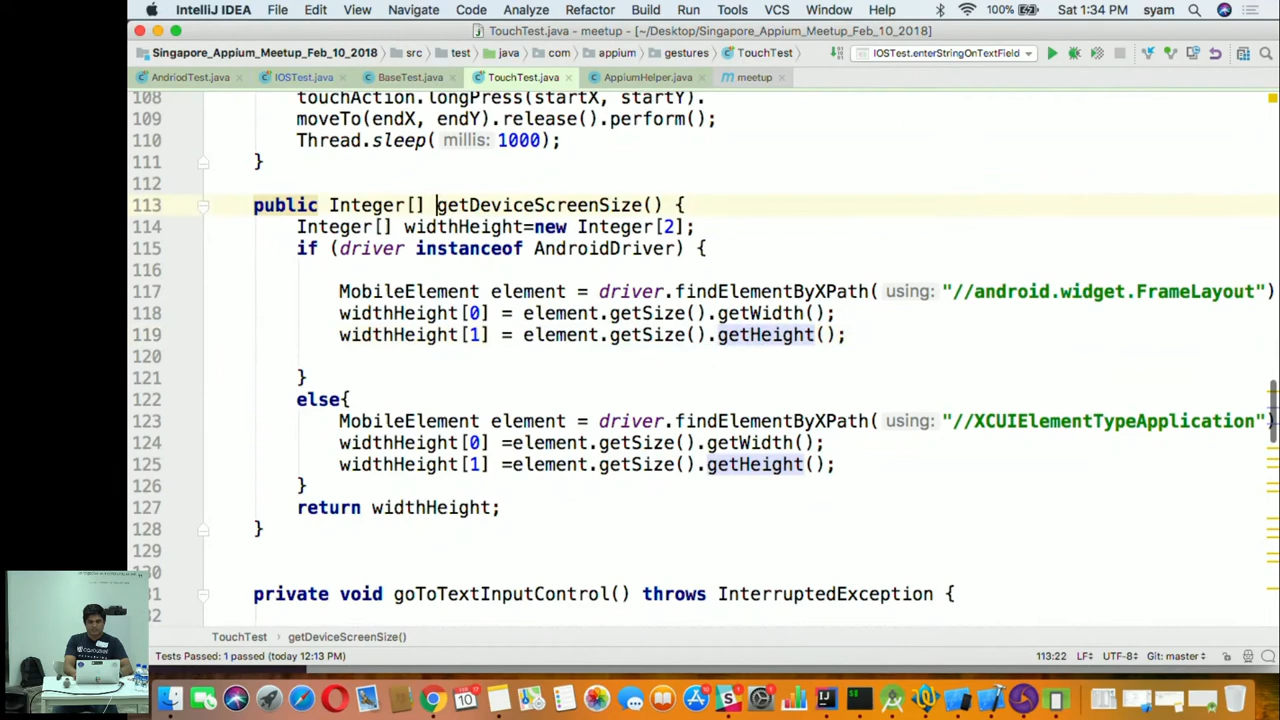 IntelliJ IDEA File Edit View Navigate Code Analyze Refactor Build Run Tools VCS Window Help 100% Sat 1:34 PM syam
TouchTest.java - meetup - [~/Desktop/Singapore_Appium_Meetup_Feb_10_2018]
Singapore_Appium_Meetup_Feb_10_2018 src test java com appium gestures TouchTest IOSTest.enterStringOnTextField
AndriodTest.java IOSTest.java BaseTest.java TouchTest.java AppiumHelper.java meetup
108 touchAction.longPress(startX, startY).
109 moveTo(endX, endY).release().perform();
110 Thread.sleep( millis: 1000);
111 }
112
113 public Integer[] getDeviceScreenSize() {
114 Integer[] widthHeight=new Integer[2];
115 if (driver instanceof AndroidDriver) {
116
117 MobileElement element = driver.findElementByXPath( using: "//android.widget.FrameLayout")
118 widthHeight[0] = element.getSize().getWidth();
119 widthHeight[1] = element.getSize().getHeight();
120
121 }
122 else{
123 MobileElement element = driver.findElementByXPath( using: "//XCUIElementTypeApplication")
124 widthHeight[0] =element.getSize().getWidth();
125 widthHeight[1] =element.getSize().getHeight();
126 }
127 return widthHeight;
128 }
129
130
131 private void goToTextInputControl() throws InterruptedException {
132
TouchTest getDeviceScreenSize()
Tests Passed: 1 passed (today 12:13 PM) 113:22 LF UTF-8 Git: master